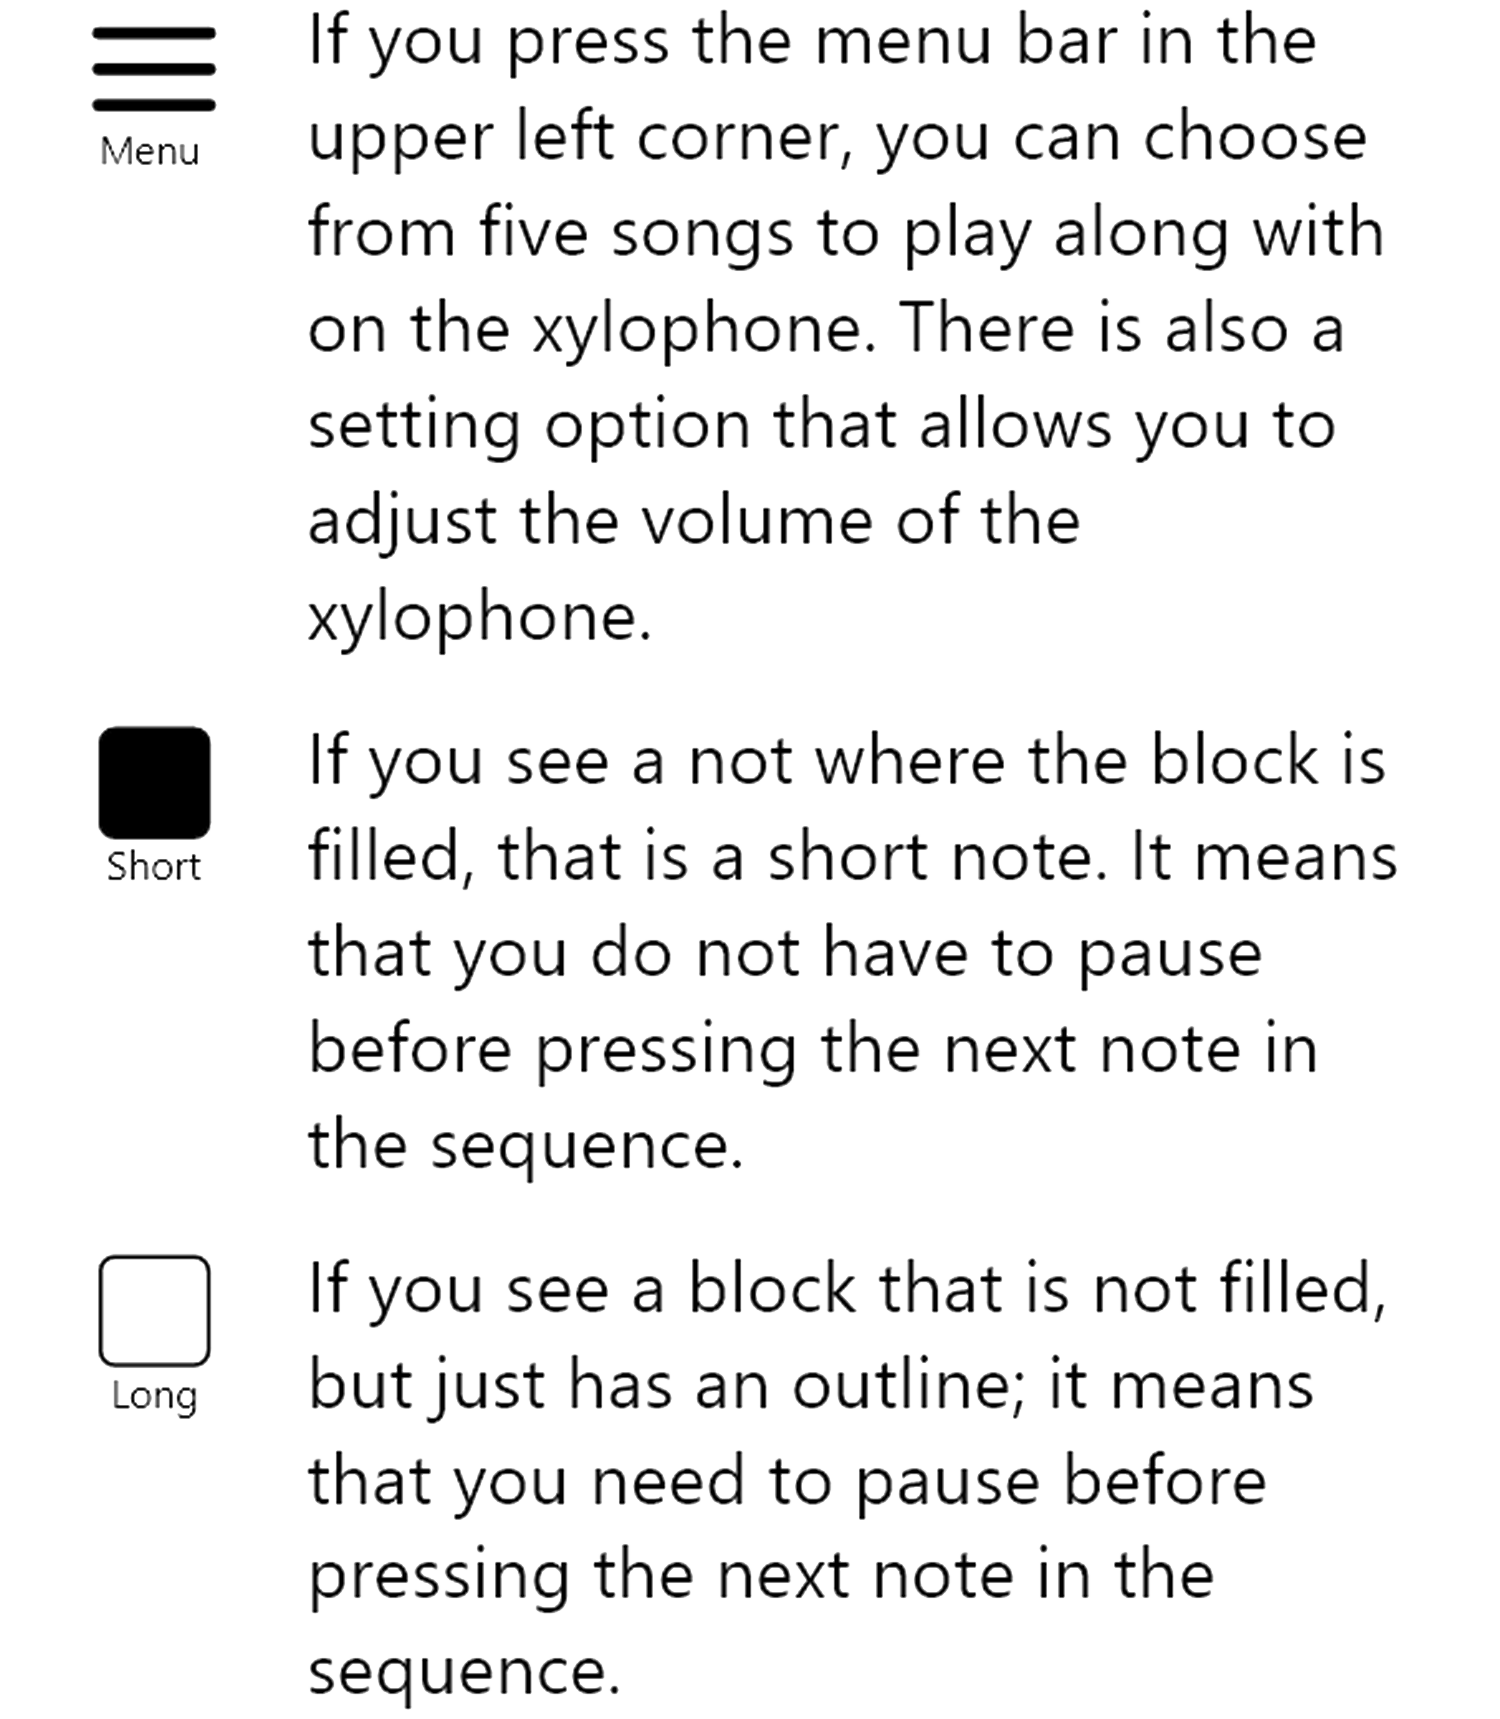 If you press the menu bar in the
Menu
upper left corner, you can choose
from five songs to play along with
on the xylophone. There is also a
setting option that allows you to
adjust the volume of the
xylophone.
If you see a not where the block is
Short
filled, that is a short note. It means
that you do not have to pause
before pressing the next note in
the sequence.
If you see a block that is not filled,
Long
but just has an outline; it means
that you need to pause before
pressing the next note in the
sequence.